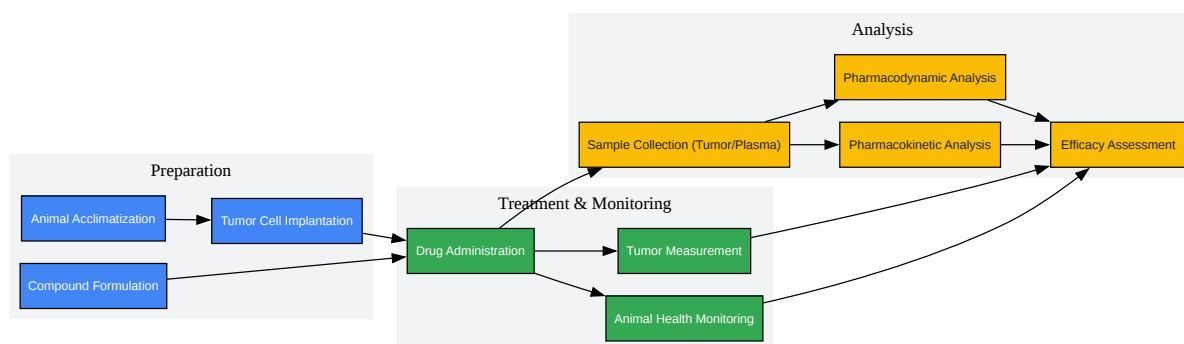 Preparation
Animal Acclimatization
Tumor Cell Implantation
Compound Formulation
Treatment & Monitoring
Drug Administration
Tumor Measurement
Animal Health Monitoring
Analysis
Sample Collection (Tumor/Plasma)
Pharmacodynamic Analysis
Pharmacokinetic Analysis
Efficacy Assessment